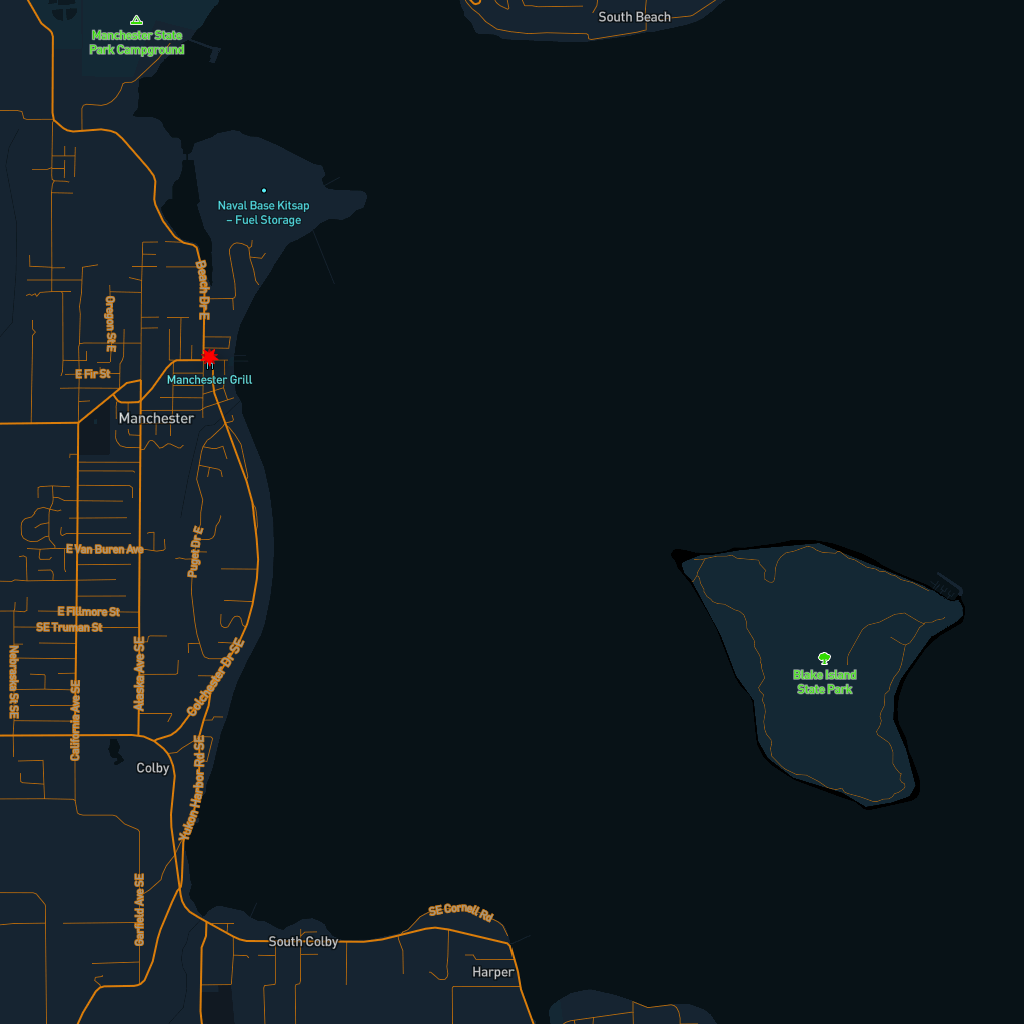 South Beach
Manchester State
Park Campground
Naval Base Kitsap
– Fuel Storage
Beach Dr E
Oregon St E
E Fir St
Manchester Grill
Manchester
Puget Dr E
E Van Buren Ave
E Fillmore St
SE Truman St
Nebraska St SE
California Ave SE
Alaska Ave SE
Colchester Dr SE
Blake Island
State Park
Colby
Yukon Harbor Rd SE
Garfield Ave SE
SE Cornell Rd
South Colby
Harper